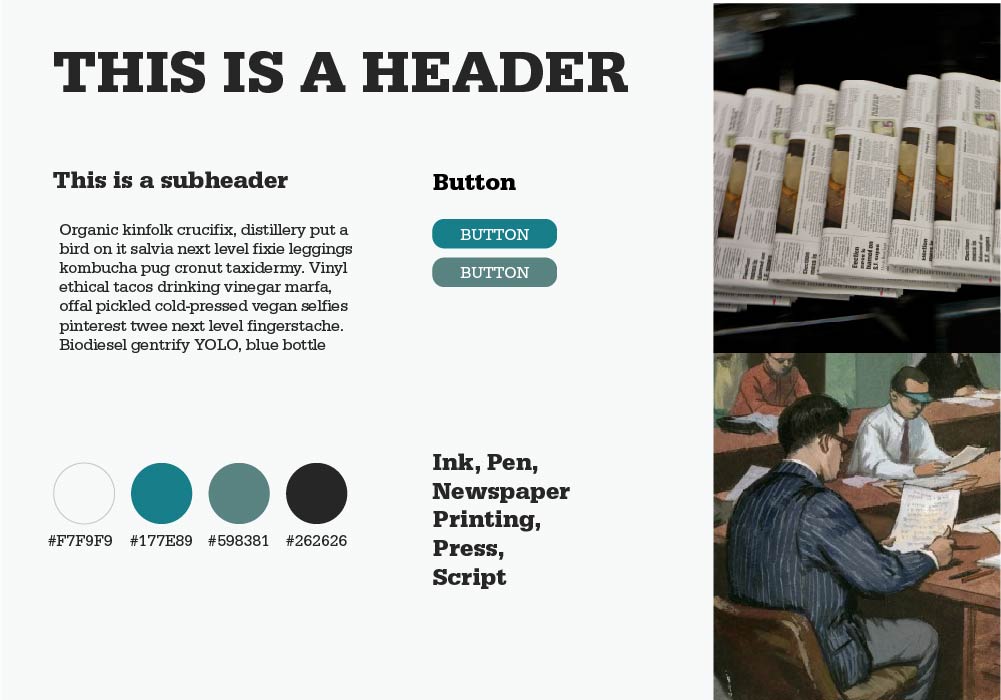 THIS IS A HEADER
This is a subheader
Organic kinfolk crucifix, distillery put a
bird on it salvia next level fixie leggings
kombucha pug cronut taxidermy. Vinyl
ethical tacos drinking vinegar marfa,
offal pickled cold-pressed vegan selfies
pinterest twee next level fingerstache.
Biodiesel gentrify YOLO, blue bottle
Button
BUTTON
BUTTON
#F7F9F9
#177E89
#598381
#262626
Ink, Pen,
Newspaper
Printing,
Press,
Script